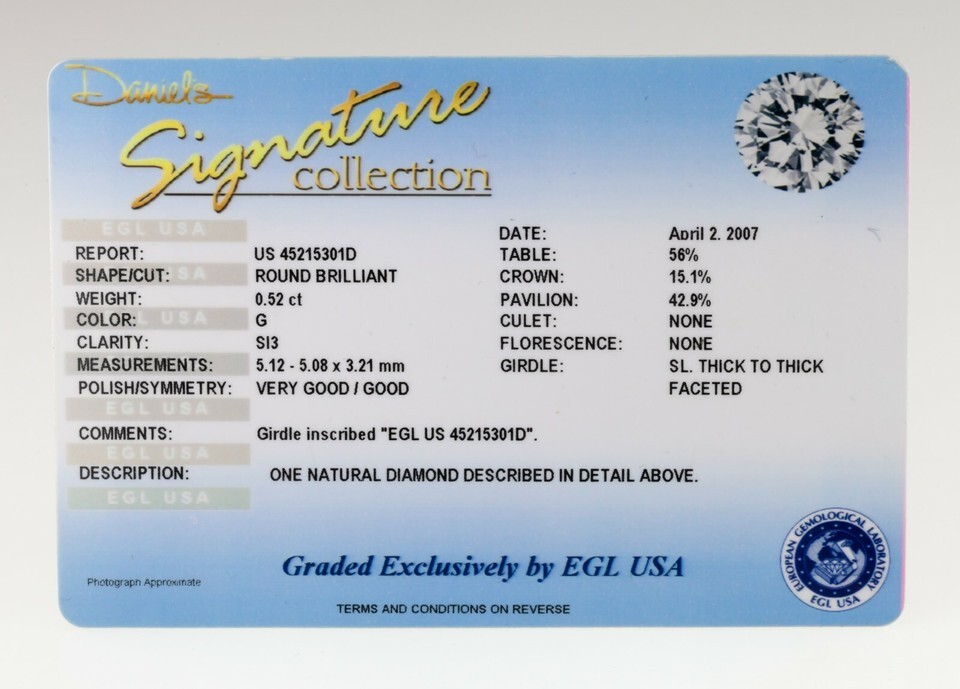 Daniel's
Signature
collection
EGL USA
REPORT: US 45215301D
SHAPE/CUT: ROUND BRILLIANT
WEIGHT: 0.52 ct
COLOR: G
CLARITY: SI3
MEASUREMENTS: 5.12 - 5.08 x 3.21 mm
POLISH/SYMMETRY: VERY GOOD / GOOD
DATE: April 2, 2007
TABLE: 56%
CROWN: 15.1%
PAVILION: 42.9%
CULET: NONE
FLORESCENCE: NONE
GIRDLE: SL. THICK TO THICK
FACETED
SA
L USA
EGL USA
COMMENTS: Girdle inscribed "EGL US 45215301D".
EGL USA
DESCRIPTION: ONE NATURAL DIAMOND DESCRIBED IN DETAIL ABOVE.
EGL USA
Graded Exclusively by EGL USA
Photograph Approximate
TERMS AND CONDITIONS ON REVERSE
EUROPEAN GEMOLOGICAL LABORATORY
EGL USA